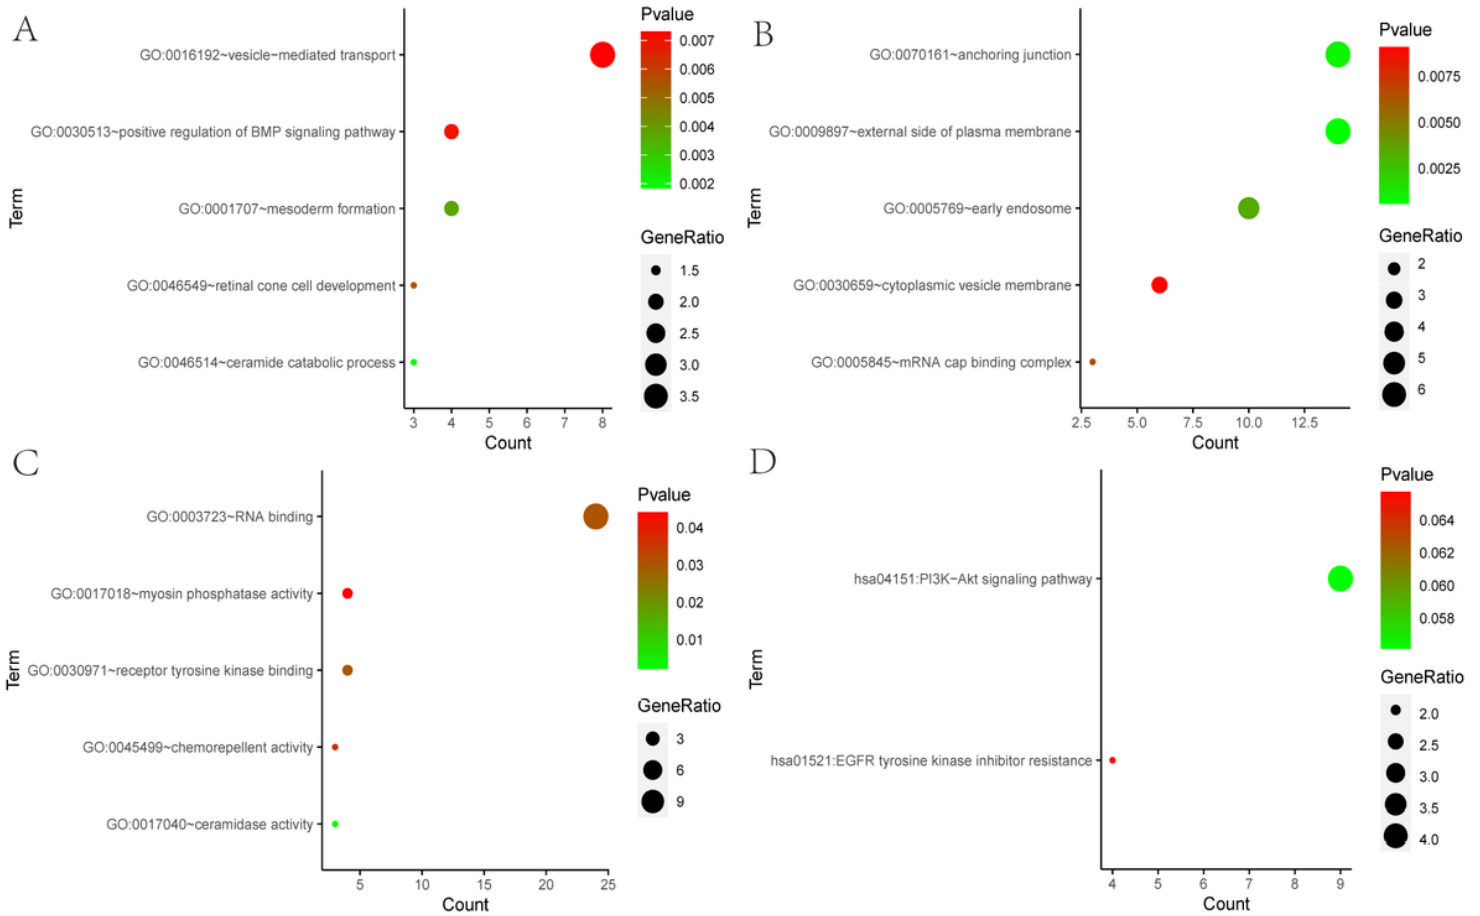 A
GO:0016192~vesicle−mediated transport
GO:0030513~positive regulation of BMP signaling pathway
GO:0001707~mesoderm formation
GO:0046549~retinal cone cell development
GO:0046514~ceramide catabolic process
Term
3 4 5 6 7 8
Count
Pvalue
0.007
0.006
0.005
0.004
0.003
0.002
GeneRatio
1.5
2.0
2.5
3.0
3.5
B
GO:0070161~anchoring junction
GO:0009897~external side of plasma membrane
GO:0005769~early endosome
GO:0030659~cytoplasmic vesicle membrane
GO:0005845~mRNA cap binding complex
Term
2.5 5.0 7.5 10.0 12.5
Count
Pvalue
0.0075
0.0050
0.0025
GeneRatio
2
3
4
5
6
C
GO:0003723~RNA binding
GO:0017018~myosin phosphatase activity
GO:0030971~receptor tyrosine kinase binding
GO:0045499~chemorepellent activity
GO:0017040~ceramidase activity
Term
5 10 15 20 25
Count
Pvalue
0.04
0.03
0.02
0.01
GeneRatio
3
6
9
D
hsa04151:PI3K−Akt signaling pathway
hsa01521:EGFR tyrosine kinase inhibitor resistance
Term
4 5 6 7 8 9
Count
Pvalue
0.064
0.062
0.060
0.058
GeneRatio
2.0
2.5
3.0
3.5
4.0